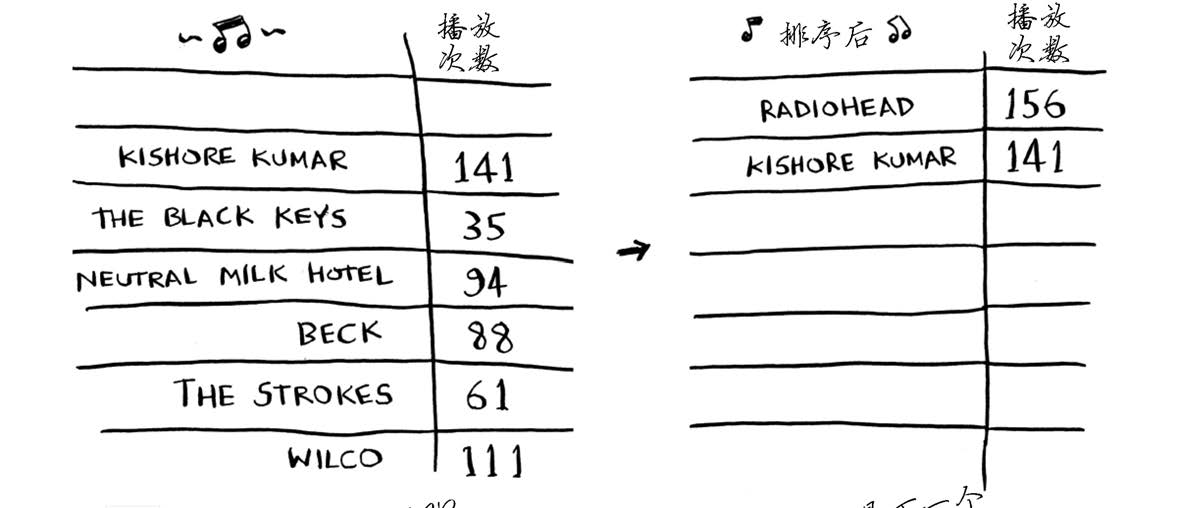 播放
次数
KISHORE KUMAR 141
THE BLACK KEYS 35
NEUTRAL MILK HOTEL 94
BECK 88
THE STROKES 61
WILCO 111
排序后
播放
次数
RADIOHEAD 156
KISHORE KUMAR 141